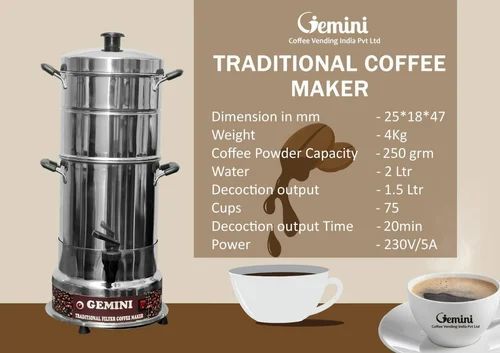 Gemini
Coffee Vending India Pvt Ltd
TRADITIONAL COFFEE
MAKER
Dimension in mm - 25*18*47
Weight - 4Kg
Coffee Powder Capacity - 250 grm
Water - 2 Ltr
Decoction output - 1.5 Ltr
Cups - 75
Decoction output Time - 20min
Power - 230V/5A
GEMINI
TRADITIONAL FILTER COFFEE MAKER
Gemini
Coffee Vending India Pvt Ltd